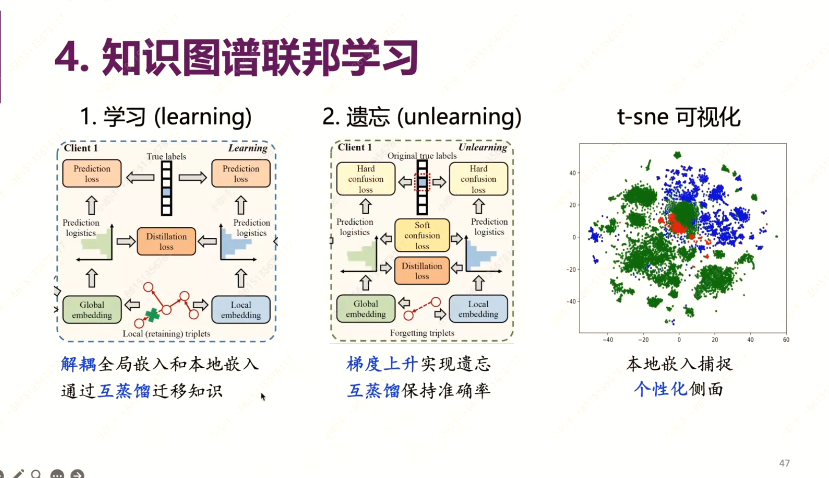 4. 知识图谱联邦学习
1. 学习 (learning)
Client 1
Learning
True labels
Prediction
loss
Prediction
loss
Prediction
logistics
Distillation
loss
Prediction
logistics
Global
embedding
Local
embedding
Local (retaining) triplets
解耦全局嵌入和本地嵌入
通过互蒸馏迁移知识
2. 遗忘 (unlearning)
Client 1
Unlearning
Original true labels
Hard
confusion
loss
Hard
confusion
loss
Prediction
logistics
Soft
confusion
loss
Prediction
logistics
Distillation
loss
Global
embedding
Local
embedding
Forgetting triplets
梯度上升实现遗忘
互蒸馏保持准确率
t-sne 可视化
40
20
0
−20
−40
−40
−20
0
20
40
60
本地嵌入捕捉
个性化侧面
47